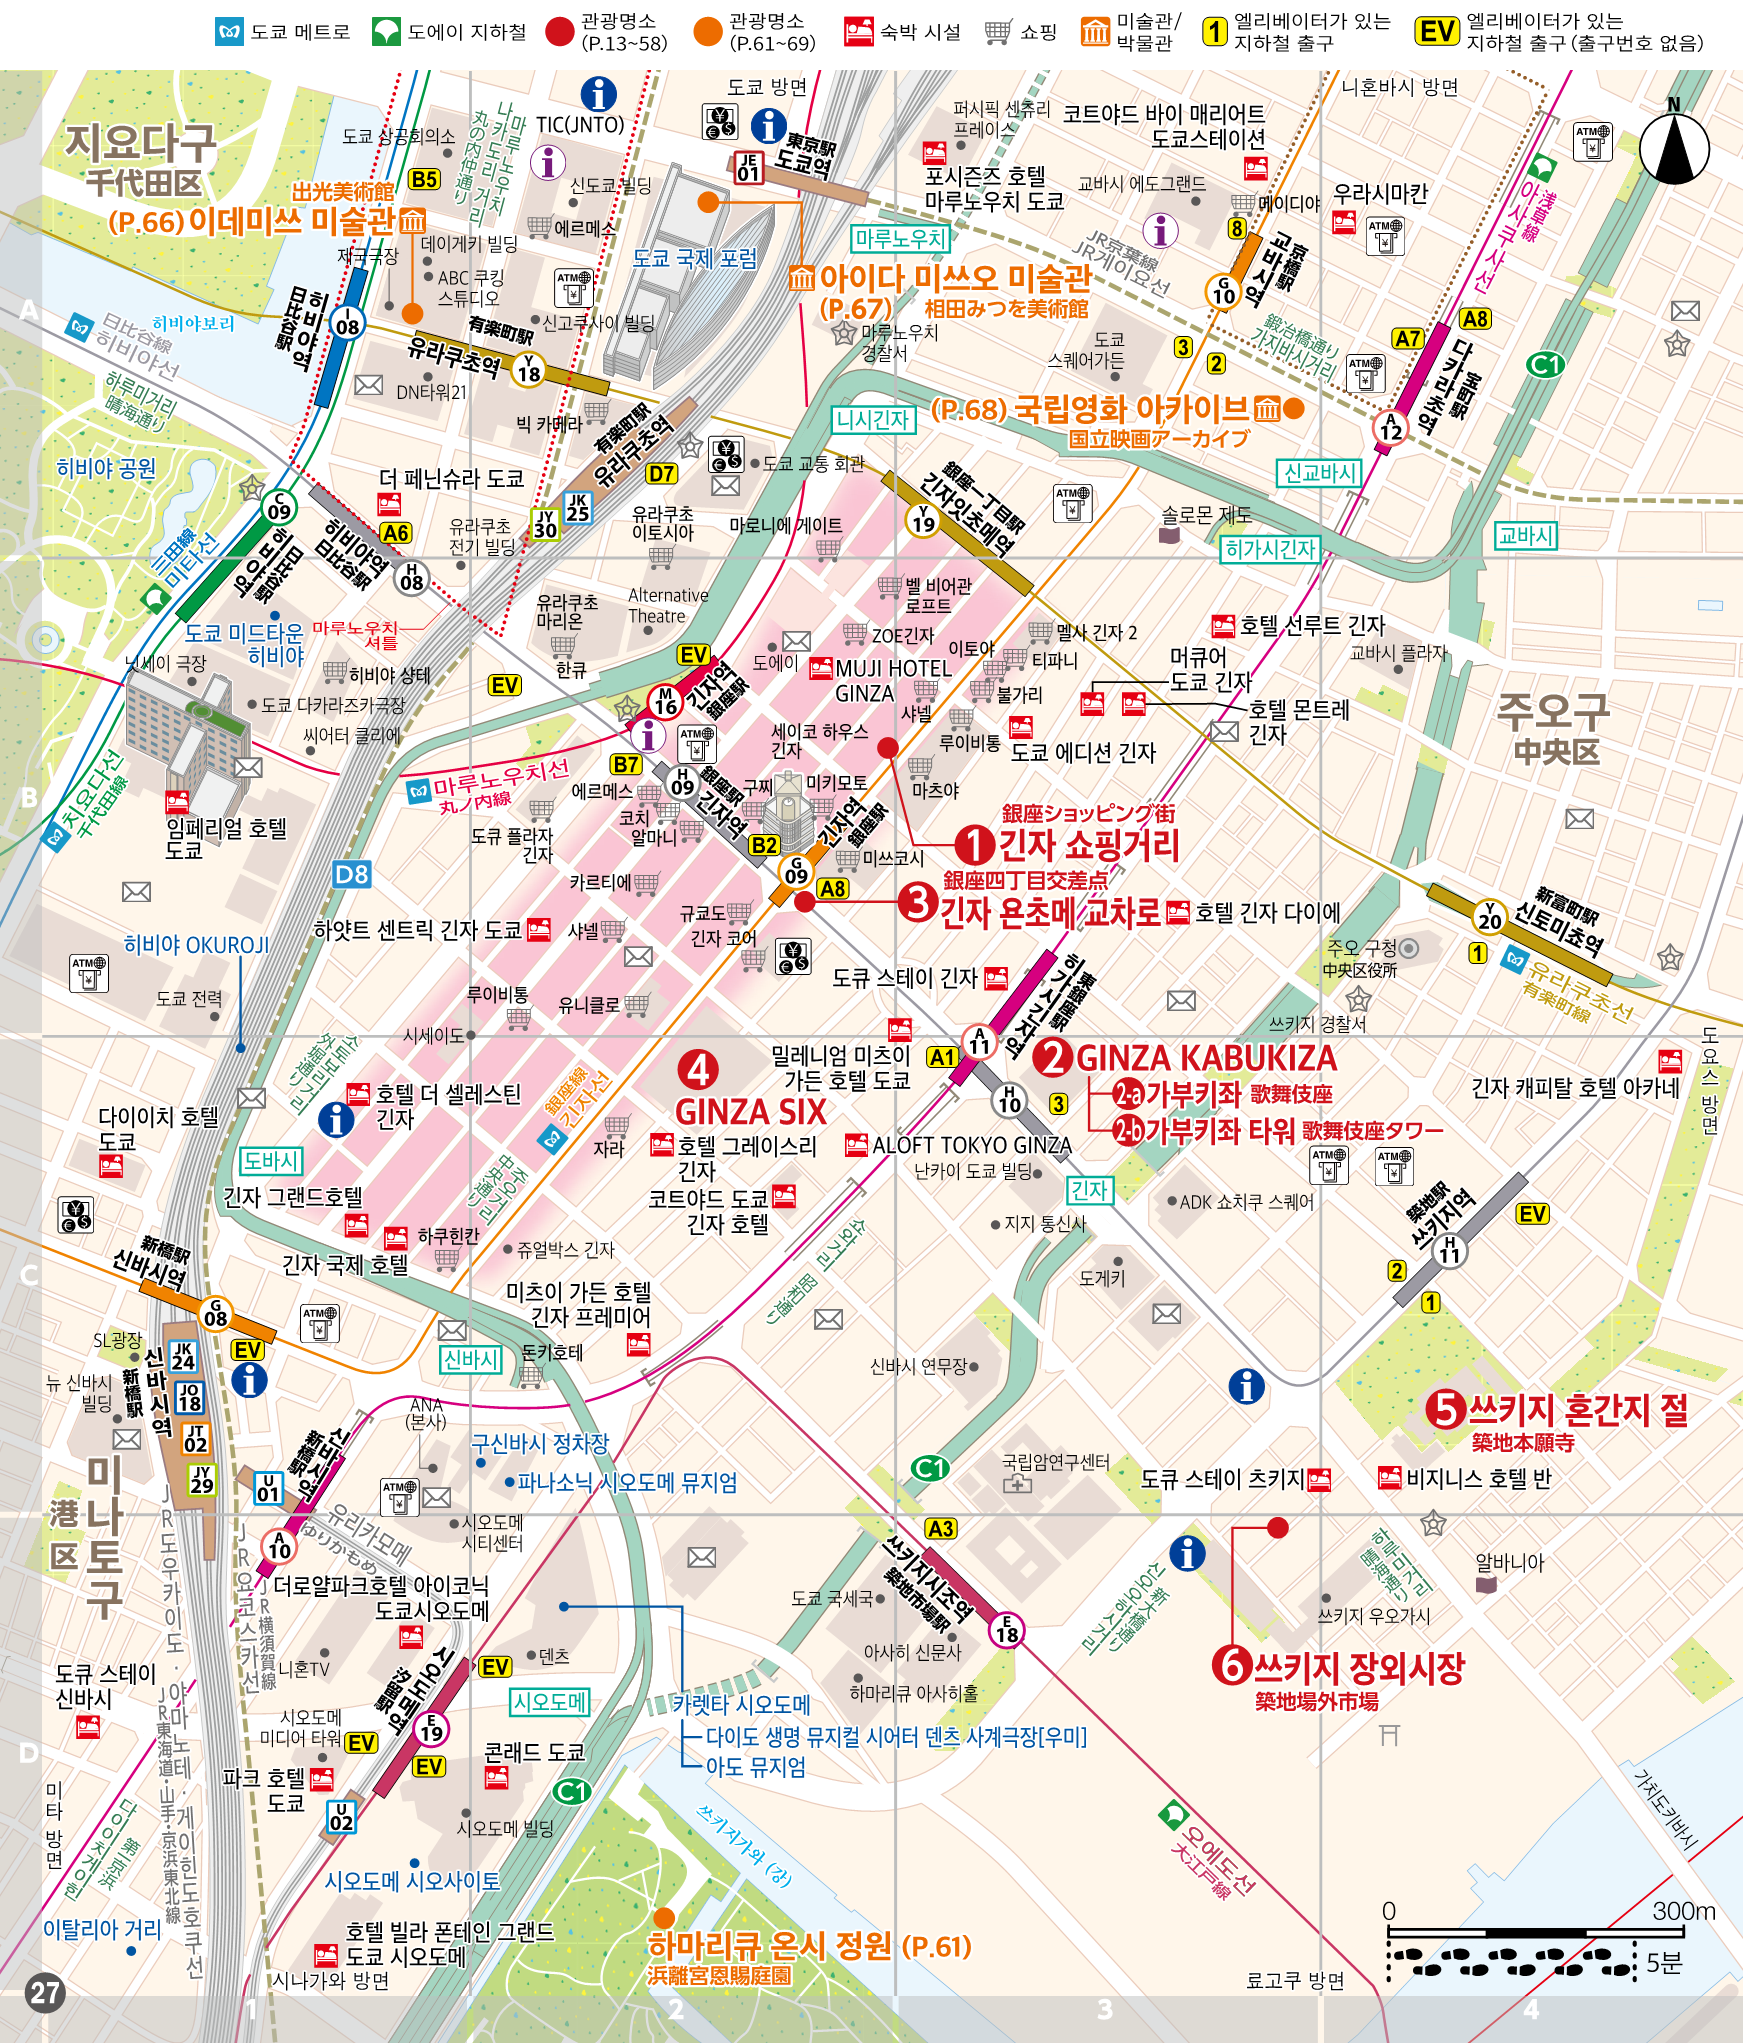 도쿄 메트로
도에이 지하철
관광명소
(P.13~58)
관광명소
(P.61~69)
숙박 시설
쇼핑
미술관/
박물관
1
엘리베이터가 있는
지하철 출구
EV
엘리베이터가 있는
지하철 출구 (출구번호 없음)
지요다구
千代田区
도쿄 상공회의소
B5
마루노우치
나카도리 거리
丸の内仲通り
TIC(JNTO)
도쿄 방면
東京駅
도쿄역
JE
01
퍼시픽 센츄리
프레이스
코트야드 바이 메리어트
도쿄스테이션
니혼바시 방면
N
浅草線
아사쿠사선
出光美術館
(P.66) 이데미쓰 미술관
신도쿄 빌딩
에르메스
제국극장
데이게키 빌딩
ABC 쿠킹
스튜디오
신고쿠사이 빌딩
도쿄 국제 포럼
마루노우치
포시즌즈 호텔
마루노우치 도쿄
교바시 에도그랜드
메이디야
우라시마칸
8
京橋駅
교바시역
G
10
JR京葉線
JR게이요선
아이다 미쓰오 미술관
(P.67)
相田みつを美術館
마루노우치
경찰서
도쿄
스퀘어가든
3
2
鍛冶橋通り
가지바시거리
A7
A8
宝町駅
다카라초역
A
12
C1
A
日比谷線
히비야선
히비야보리
히비야역
日比谷駅
I
08
하루미거리
晴海通り
有楽町駅
유라쿠초역
Y
18
DN타워21
빅 카메라
有楽町駅
유라쿠초역
D7
JK
25
JY
30
니시긴자
(P.68) 국립영화 아카이브
国立映画アーカイブ
신교바시
교바시
히비야 공원
더 페닌슈라 도쿄
A6
C
09
히비야역
日比谷駅
三田線
미타선
히비야역
日比谷駅
H
08
유라쿠초
전기 빌딩
유라쿠초
이토시아
도쿄 교통 회관
마로니에 게이트
銀座一丁目駅
긴자잇초메역
Y
19
솔로몬 제도
히가시긴자
도쿄 미드타운
히비야
마루노우치
셔틀
유라쿠초
마리온
Alternative
Theatre
한큐
벨 비어관
로프트
ZOE긴자
이토야
멜사 긴자 2
티파니
불가리
샤넬
루이비통
호텔 선루트 긴자
머큐어
도쿄 긴자
호텔 몬트레
긴자
교바시 플라자
주오구
中央区
닛세이 극장
히비야 샹테
도쿄 다카라즈카극장
씨어터 클리에
EV
EV
M
16
긴자역
銀座駅
도에이
MUJI HOTEL
GINZA
세이코 하우스
긴자
도쿄 에디션 긴자
마츠야
B
치요다선
千代田線
임페리얼 호텔
도쿄
마루노우치선
丸ノ内線
B7
에르메스
H
09
銀座駅
긴자역
구찌
미키모토
코치
알마니
도큐 플라자
긴자
B2
긴자역
銀座駅
G
09
미쓰코시
A8
銀座ショッピング街
1 긴자 쇼핑거리
銀座四丁目交差点
3 긴자 욘초메 교차로
호텔 긴자 다이에
D8
카르티에
규쿄도
긴자 코어
하얏트 센트릭 긴자 도쿄
샤넬
히비야 OKUROJI
도쿄 전력
루이비통
유니클로
시세이도
도큐 스테이 긴자
東銀座駅
히가시긴자역
A
11
주오 구청
中央区役所
쓰키지 경찰서
新富町駅
신토미초역
Y
20
1
유라쿠초선
有楽町線
소토보리거리
外堀通り
호텔 더 셀레스틴
긴자
銀座線
긴자선
4
GINZA SIX
밀레니엄 미츠이
가든 호텔 도쿄
A1
2 GINZA KABUKIZA
2-a 가부키좌 歌舞伎座
2-b 가부키좌 타워 歌舞伎座タワー
H
10
3
긴자 캐피탈 호텔 아카네
도요스 방면
다이이치 호텔
도쿄
도바시
자라
호텔 그레이스리
긴자
ALOFT TOKYO GINZA
난카이 도쿄 빌딩
긴자
ADK 쇼치쿠 스퀘어
코트야드 도쿄
긴자 호텔
지지 통신사
긴자 그랜드호텔
주오거리
中央通り
하쿠힌칸
쥬얼박스 긴자
긴자 국제 호텔
쇼와거리
昭和通り
도게키
築地駅
쓰키지역
H
11
EV
2
1
C
新橋駅
신바시역
G
08
EV
미츠이 가든 호텔
긴자 프레미어
SL광장
JK
24
JO
18
JT
02
JY
29
신바시역
新橋駅
뉴 신바시
빌딩
신바시
돈키호테
신바시 연무장
ANA
(본사)
구신바시 정차장
파나소닉 시오도메 뮤지엄
C1
국립암연구센터
5 쓰키지 혼간지 절
築地本願寺
도큐 스테이 츠키지
비지니스 호텔 반
미나토구
港区
U
01
신바시역
新橋駅
A
10
유리카모메
ゆりかもめ
시오도메
시티센터
A3
쓰키지시조역
築地市場駅
E
18
도쿄 국세국
아사히 신문사
하마리큐 아사히홀
신오하시거리
新大橋通り
하루미거리
晴海通り
알바니아
쓰키지 우오가시
6 쓰키지 장외시장
築地場外市場
더로얄파크호텔 아이코닉
도쿄시오도메
JR도우카이도·야마노테·게이힌도호쿠선
JR東海道·山手·京浜東北線
JR요코스카선
JR横須賀線
니혼TV
시오도메역
汐留駅
EV
덴츠
시오도메
E
19
도큐 스테이
신바시
시오도메
미디어 타워
EV
EV
카렛타 시오도메
다이도 생명 뮤지컬 시어터 덴츠 사계극장[우미]
아도 뮤지엄
D
파크 호텔
도쿄
U
02
콘래드 도쿄
C1
시오도메 빌딩
쓰키지가와 (강)
오에도선
大江戸線
가치도키바시
미타 방면
다이이치게이힌
第一京浜
시오도메 시오사이토
이탈리아 거리
호텔 빌라 폰테인 그랜드
도쿄 시오도메
시나가와 방면
하마리큐 온시 정원 (P.61)
浜離宮恩賜庭園
료고쿠 방면
0
300m
5분
27
1
2
3
4